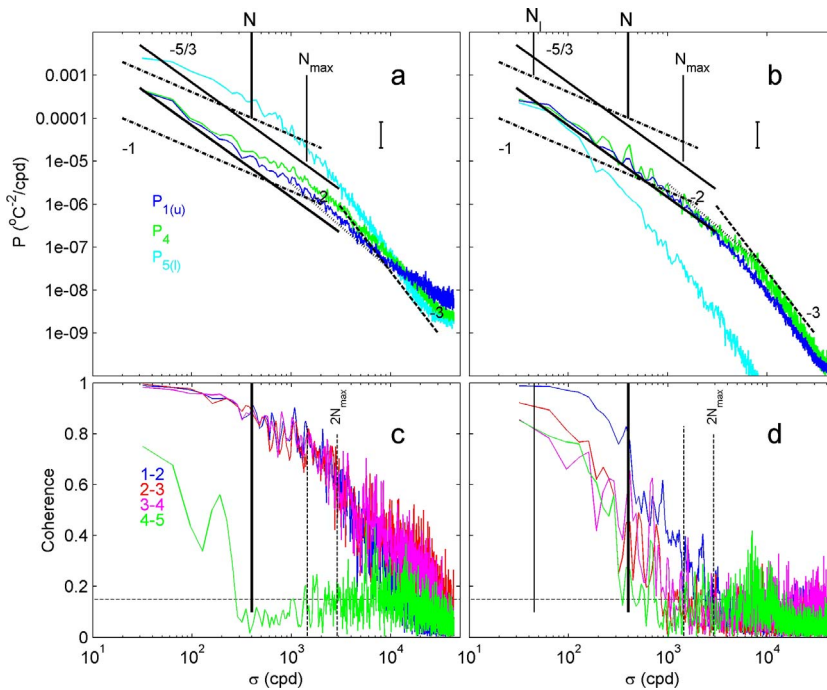 N
N_l N
-5/3 N_max a
-5/3 N_max b
0.001
0.0001
1e-05
1e-06
1e-07
1e-08
1e-09
P (°C^-2/cpd)
-1
-2
-3
P_1(u)
P_4
P_5(l)
-1
-2
-3
1
0.8
0.6
0.4
0.2
0
Coherence
c
2N_max
1-2
2-3
3-4
4-5
d
2N_max
10^1 10^2 10^3 10^4
σ (cpd)
10^1 10^2 10^3 10^4
σ (cpd)